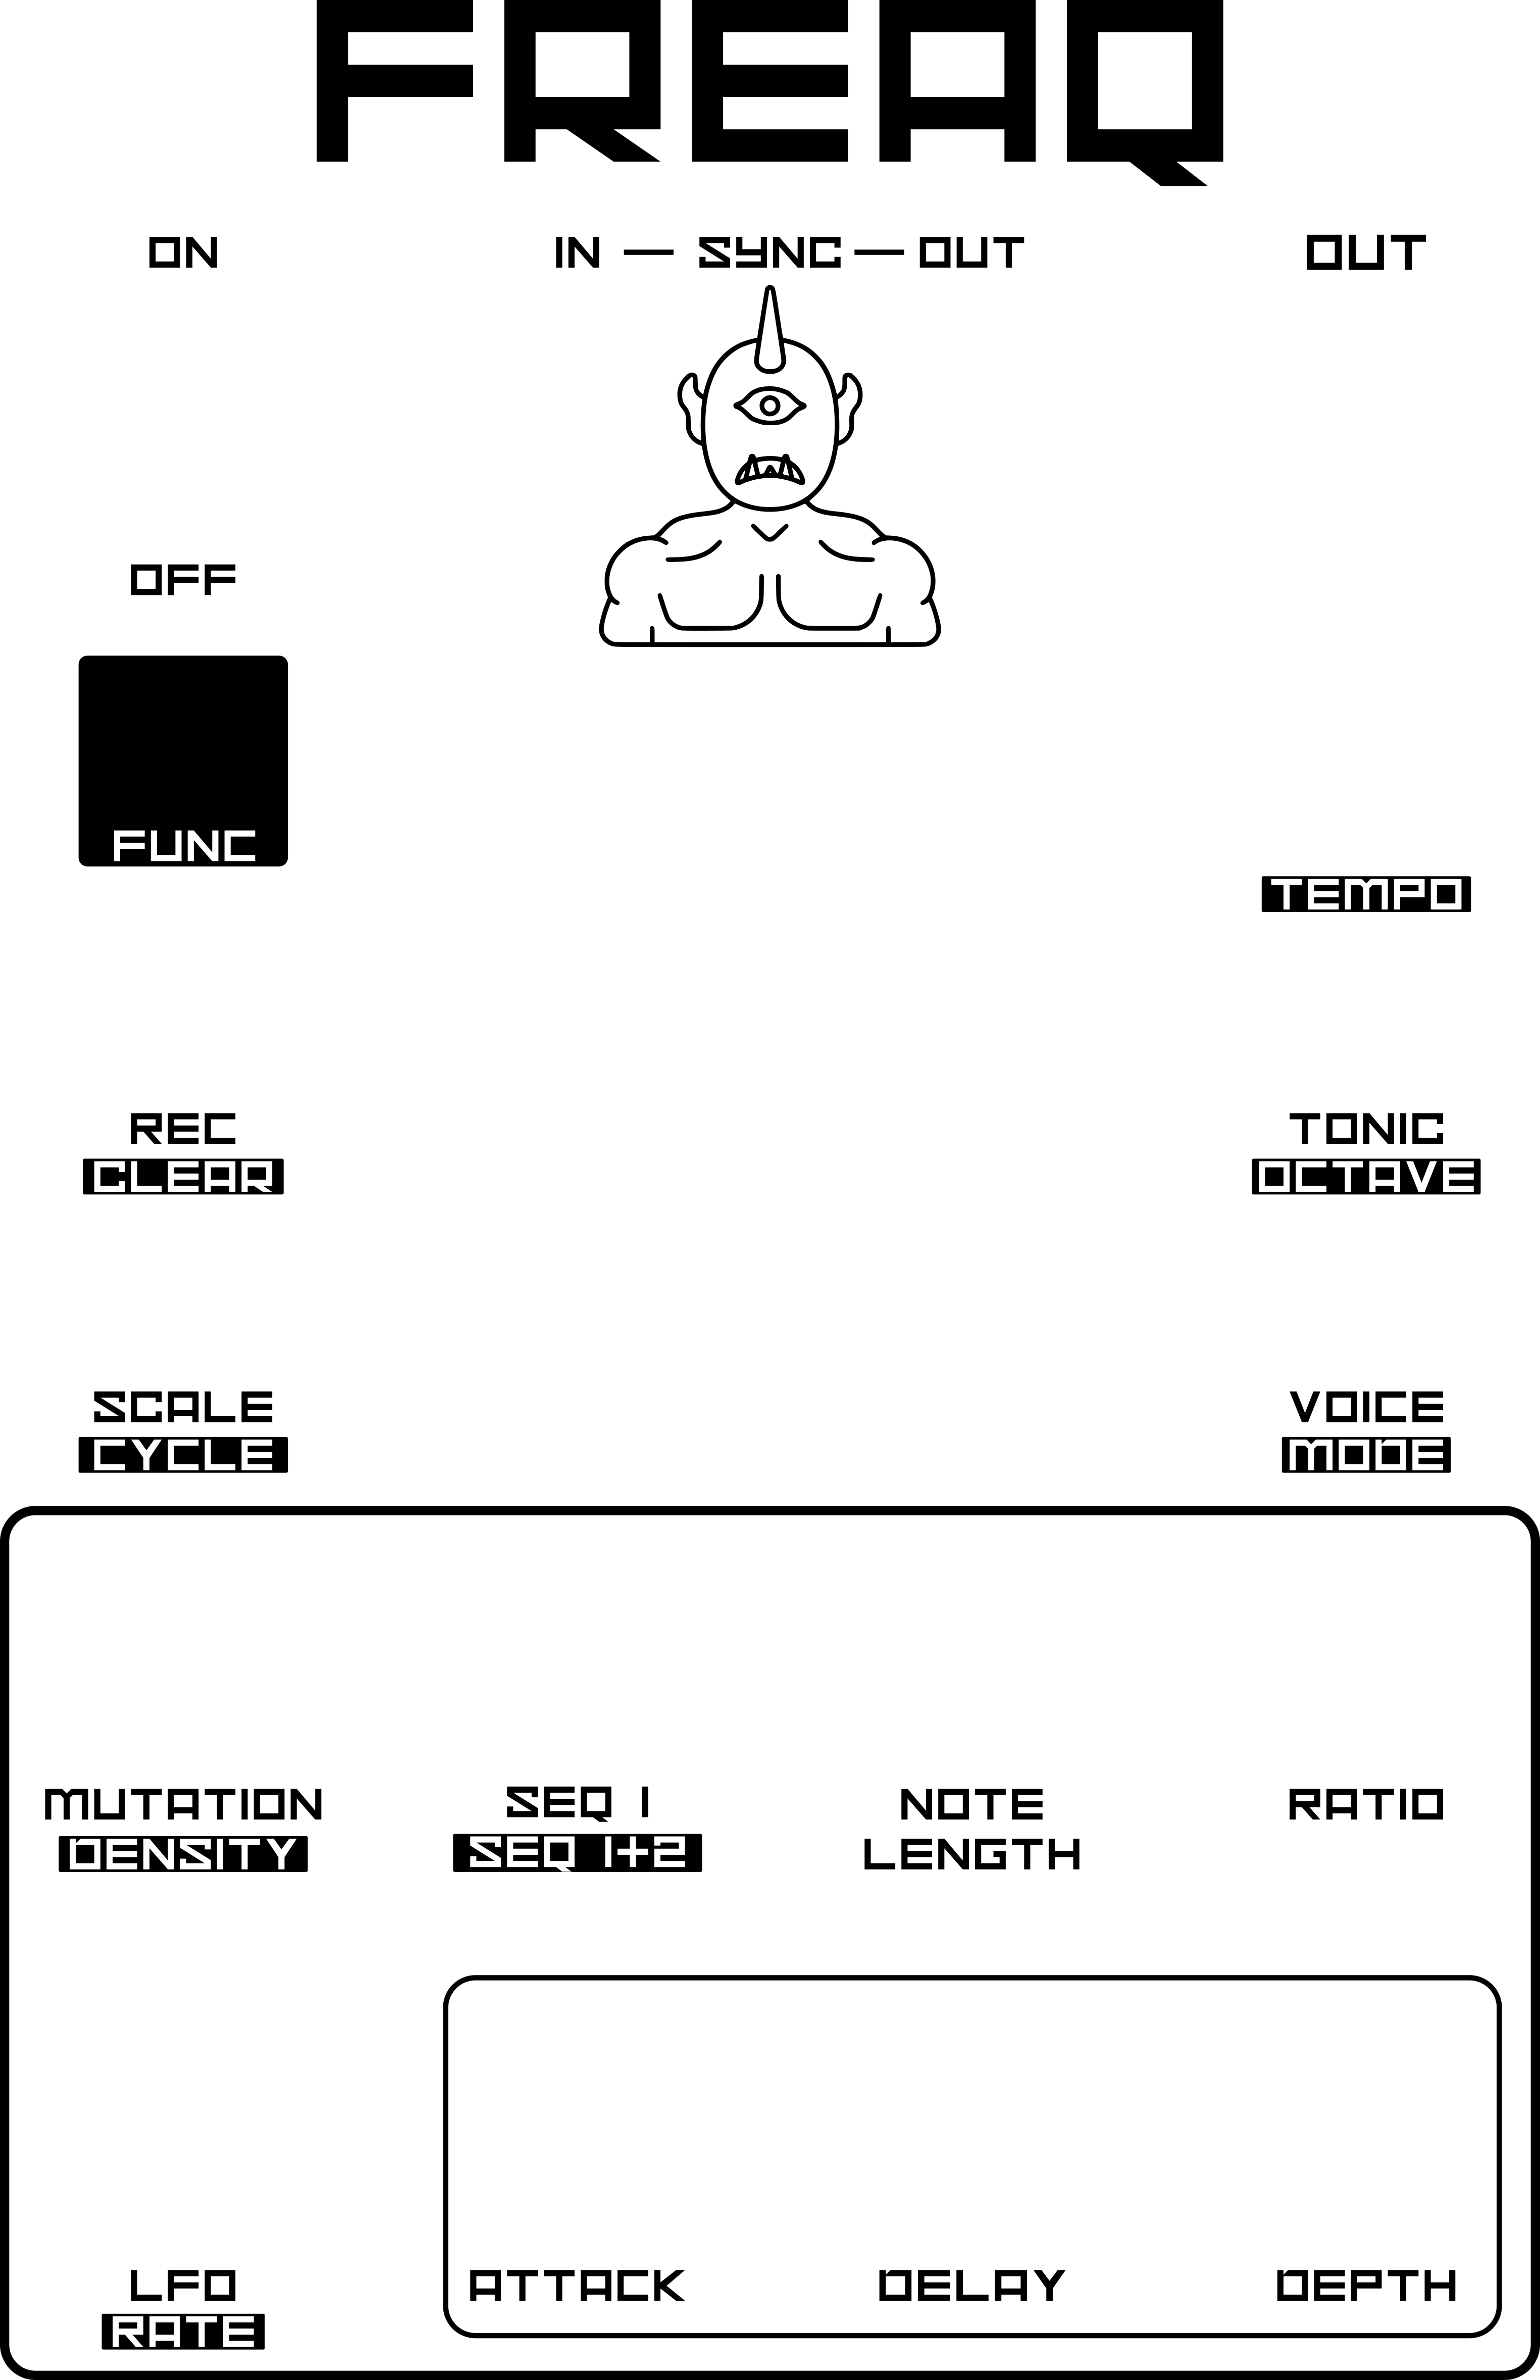 FREAQ
ON
IN — SYNC — OUT
OUT
OFF
FUNC
TEMPO
REC
CLEAR
TONIC
OCTAVE
SCALE
CYCLE
VOICE
MODE
MUTATION
DENSITY
SEQ 1
SEQ 1+2
NOTE
LENGTH
RATIO
LFO
RATE
ATTACK
DELAY
DEPTH